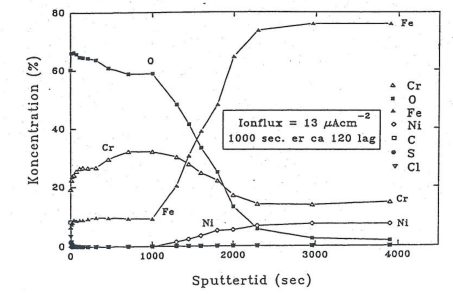 80
60
40
20
0
Koncentration (%)
O
Cr
Fe
Ni
Fe
Cr
Ni
Cr
O
Fe
Ni
C
S
Cl
Ionflux = 13 μAcm⁻²
1000 sec. er ca 120 lag
0
1000
2000
3000
4000
Sputtertid (sec)